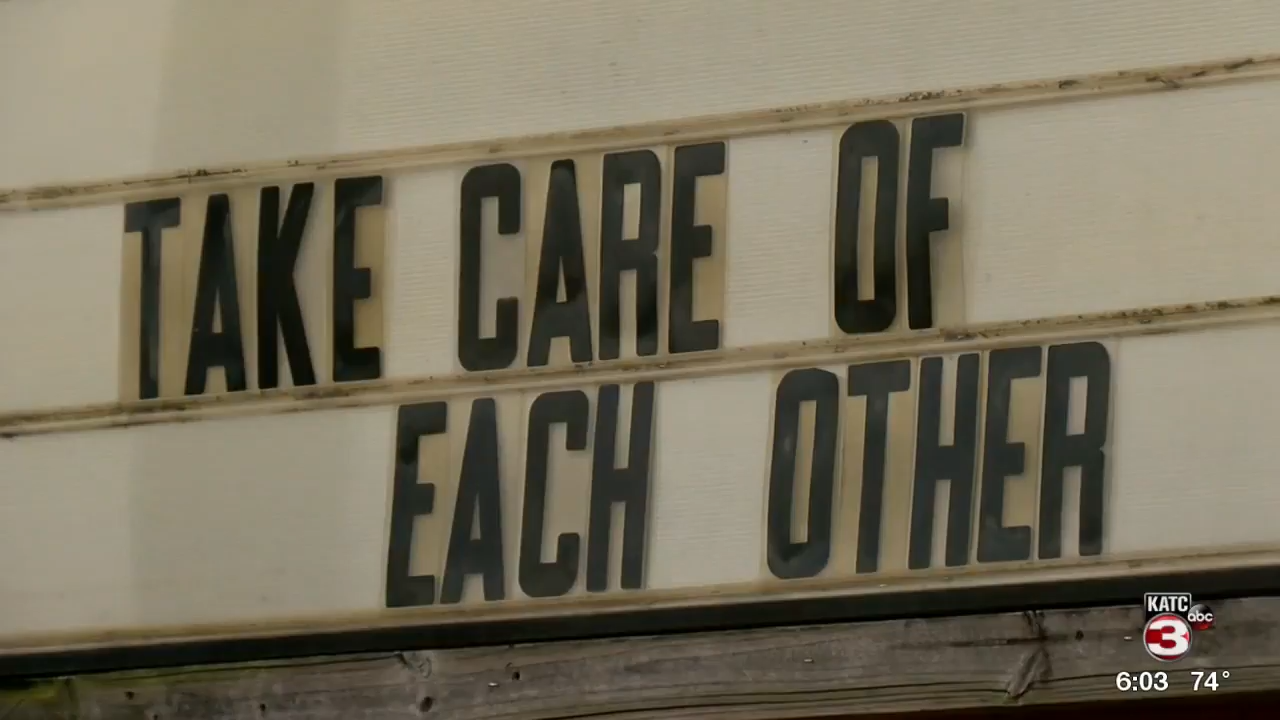 TAKE CARE OF
EACH OTHER
KATC
abc
3
6:03 74°